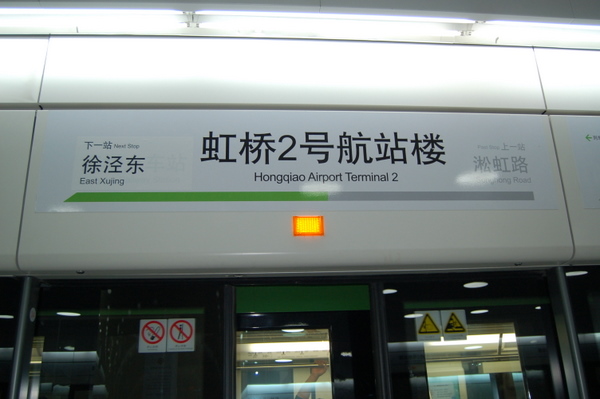 下一站 Next Stop
徐泾东
East Xujing
虹桥2号航站楼
Hongqiao Airport Terminal 2
上一站
淞虹路
Road